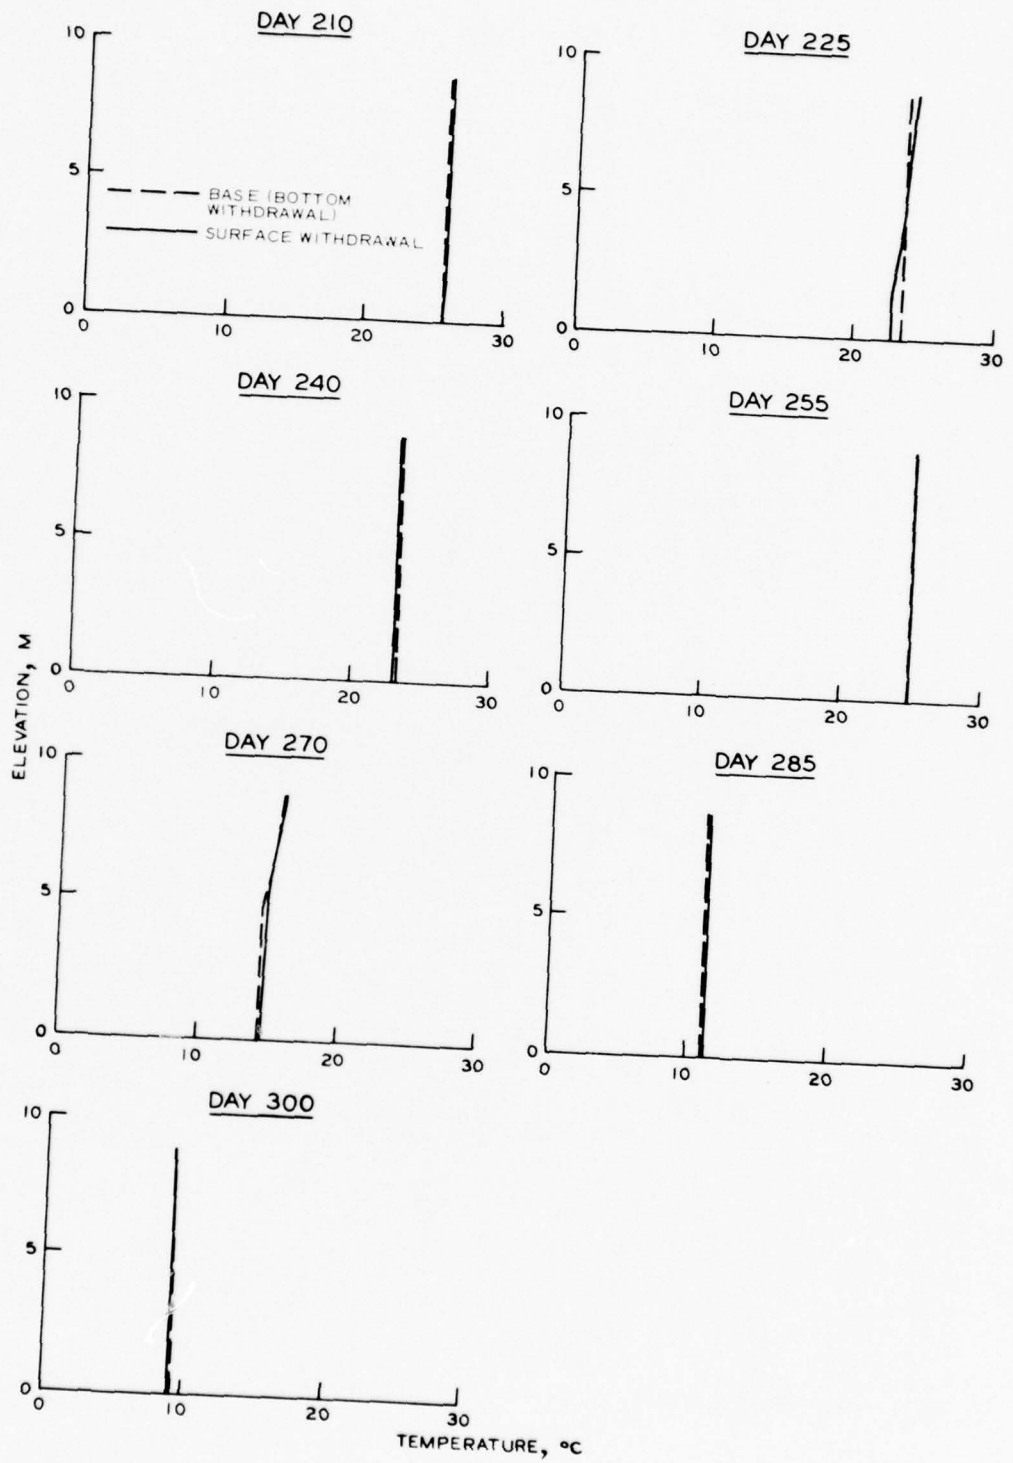 DAY 210
10
5
0
BASE (BOTTOM
WITHDRAWAL)
SURFACE WITHDRAWAL
0 10 20 30
DAY 225
10
5
0
0 10 20 30
DAY 240
10
5
0
0 10 20 30
DAY 255
10
5
0
0 10 20 30
ELEVATION, M
DAY 270
10
5
0
0 10 20 30
DAY 285
10
5
0
0 10 20 30
DAY 300
10
5
0
0 10 20 30
TEMPERATURE, °C